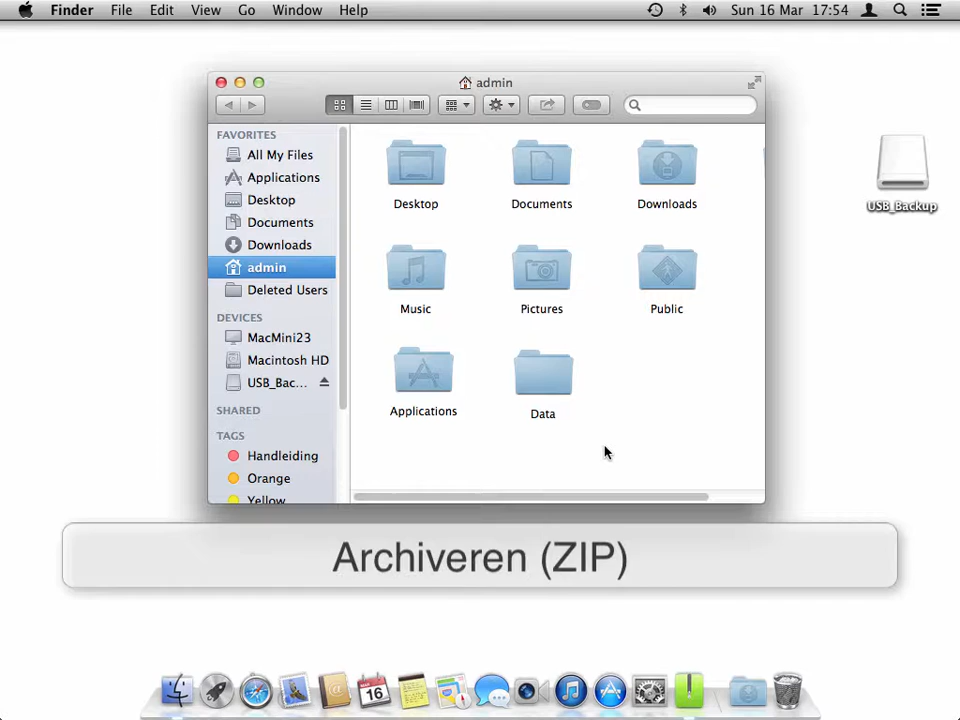 Finder File Edit View Go Window Help Sun 16 Mar 17:54
admin
FAVORITES
All My Files
Applications
Desktop
Documents
Downloads
admin
Deleted Users
DEVICES
MacMini23
Macintosh HD
USB_Bac...
SHARED
TAGS
Handleiding
Orange
Yellow
Desktop Documents Downloads
Music Pictures Public
Applications Data
USB_Backup
Archiveren (ZIP)
MAR
16